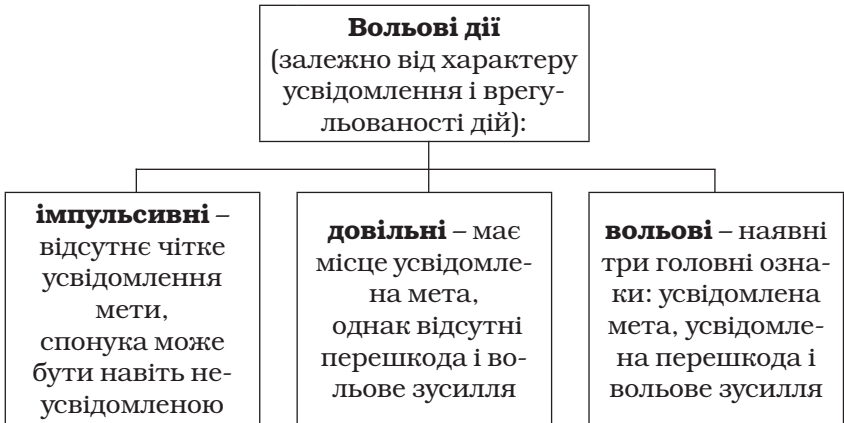 Вольові дії
(залежно від характеру
усвідомлення і врегу-
льованості дій):
імпульсивні –
відсутнє чітке
усвідомлення
мети,
спонука може
бути навіть не-
усвідомленою
довільні – має
місце усвідомле-
на мета,
однак відсутні
перешкода і во-
льове зусилля
вольові – наявні
три головні озна-
ки: усвідомлена
мета, усвідомле-
на перешкода і
вольове зусилля